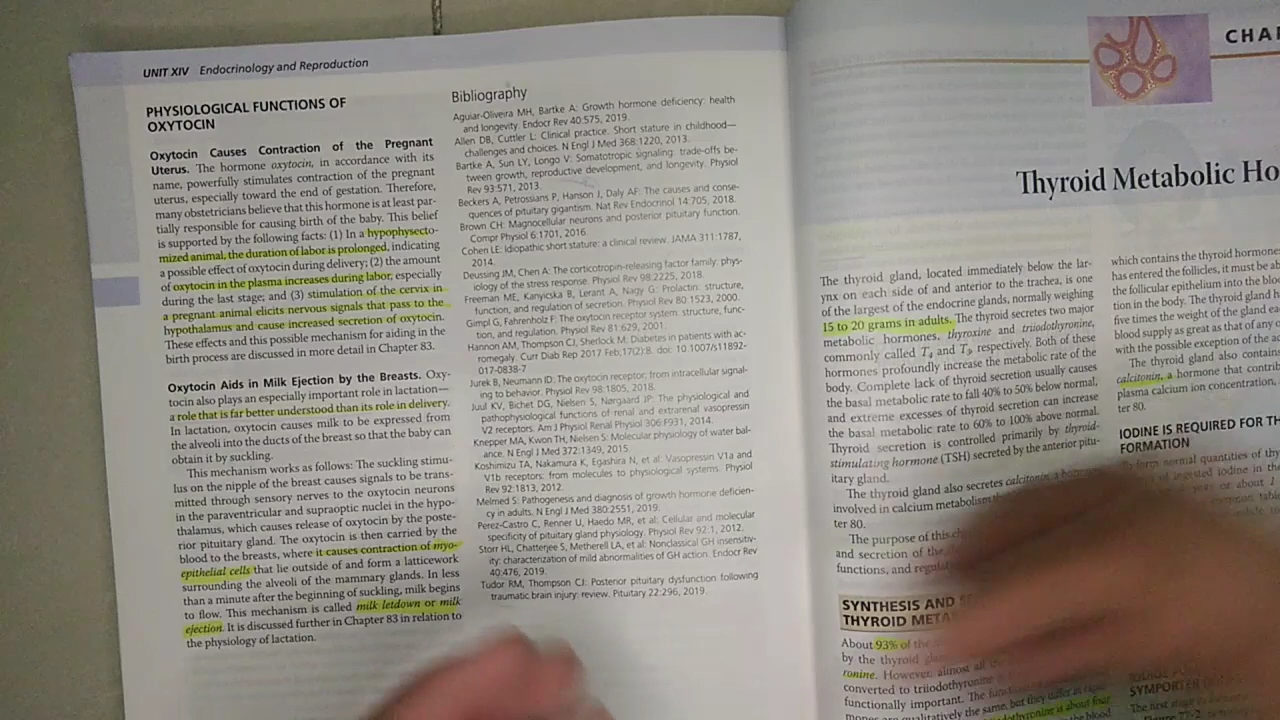 UNIT XIV Endocrinology and Reproduction
PHYSIOLOGICAL FUNCTIONS OF
OXYTOCIN
Oxytocin Causes Contraction of the Pregnant
Uterus. The hormone oxytocin, in accordance with its
name, powerfully stimulates contraction of the pregnant
uterus, especially toward the end of gestation. Therefore,
many obstetricians believe that this hormone is at least par-
tially responsible for causing birth of the baby. This belief
is supported by the following facts: (1) In a hypophysecto-
mized animal, the duration of labor is prolonged, indicating
a possible effect of oxytocin during delivery; (2) the amount
of oxytocin in the plasma increases during labor, especially
during the last stage; and (3) stimulation of the cervix in
a pregnant animal elicits nervous signals that pass to the
hypothalamus and cause increased secretion of oxytocin.
These effects and this possible mechanism for aiding in the
birth process are discussed in more detail in Chapter 83.
Oxytocin Aids in Milk Ejection by the Breasts. Oxy-
tocin also plays an especially important role in lactation—
a role that is far better understood than its role in delivery.
In lactation, oxytocin causes milk to be expressed from
the alveoli into the ducts of the breast so that the baby can
obtain it by suckling.
This mechanism works as follows: The suckling stimu-
lus on the nipple of the breast causes signals to be trans-
mitted through sensory nerves to the oxytocin neurons
in the paraventricular and supraoptic nuclei in the hypo-
thalamus, which causes release of oxytocin by the poste-
rior pituitary gland. The oxytocin is then carried by the
blood to the breasts, where it causes contraction of myo-
epithelial cells that lie outside of and form a latticework
surrounding the alveoli of the mammary glands. In less
than a minute after the beginning of suckling, milk begins
to flow. This mechanism is called milk letdown or milk
ejection. It is discussed further in Chapter 83 in relation to
the physiology of lactation.
Bibliography
Aguiar-Oliveira MH, Bartke A: Growth hormone deficiency: health
and longevity. Endocr Rev 40:575, 2019.
Allen DB, Cuttler L: Clinical practice. Short stature in childhood—
challenges and choices. N Engl J Med 368:1220, 2013.
Bartke A, Sun LY, Longo V: Somatotropic signaling: trade-offs be-
tween growth, reproductive development, and longevity. Physiol
Rev 93:571, 2013.
Beckers A, Petrossians P, Hanson J, Daly AF: The causes and conse-
quences of pituitary gigantism. Nat Rev Endocrinol 14:705, 2018.
Brown CH: Magnocellular neurons and posterior pituitary function.
Compr Physiol 6:1701, 2016.
Cohen LE: Idiopathic short stature: a clinical review. JAMA 311:1787,
2014.
Deussing JM, Chen A: The corticotropin-releasing factor family: phys-
iology of the stress response. Physiol Rev 98:2225, 2018.
Freeman ME, Kanyicska B, Lerant A, Nagy G: Prolactin: structure,
function, and regulation of secretion. Physiol Rev 80:1523, 2000.
Gimpl G, Fahrenholz F: The oxytocin receptor system: structure, func-
tion, and regulation. Physiol Rev 81:629, 2001.
Hannon AM, Thompson CJ, Sherlock M: Diabetes in patients with ac-
romegaly. Curr Diab Rep 2017 Feb;17(2):8. doi: 10.1007/s11892-
017-0838-7
Jurek B, Neumann ID: The oxytocin receptor: from intracellular signal-
ing to behavior. Physiol Rev 98:1805, 2018.
Juul KV, Bichet DG, Nielsen S, Nørgaard JP: The physiological and
pathophysiological functions of renal and extrarenal vasopressin
V2 receptors. Am J Physiol Renal Physiol 306:F931, 2014.
Knepper MA, Kwon TH, Nielsen S: Molecular physiology of water bal-
ance. N Engl J Med 372:1349, 2015
Koshimizu TA, Nakamura K, Egashira N, et al: Vasopressin V1a and
V1b receptors: from molecules to physiological systems. Physiol
Rev 92:1813, 2012.
Melmed S: Pathogenesis and diagnosis of growth hormone deficien-
cy in adults. N Engl J Med 380:2551, 2019.
Perez-Castro C, Renner U, Haedo MR, et al: Cellular and molecular
specificity of pituitary gland physiology. Physiol Rev 92:1, 2012.
Storr HL, Chatterjee S, Metherell LA, et al: Nonclassical GH insensitiv-
ity: characterization of mild abnormalities of GH action. Endocr Rev
40:476, 2019.
Tudor RM, Thompson CJ: Posterior pituitary dysfunction following
traumatic brain injury: review. Pituitary 22:296, 2019.
CHA
Thyroid Metabolic Ho
The thyroid gland, located immediately below the lar-
ynx on each side of and anterior to the trachea, is one
of the largest of the endocrine glands, normally weighing
15 to 20 grams in adults. The thyroid secretes two major
metabolic hormones, thyroxine and triiodothyronine,
commonly called T4 and T3, respectively. Both of these
hormones profoundly increase the metabolic rate of the
body. Complete lack of thyroid secretion usually causes
the basal metabolic rate to fall 40% to 50% below normal,
and extreme excesses of thyroid secretion can increase
the basal metabolic rate to 60% to 100% above normal.
Thyroid secretion is controlled primarily by thyroid-
stimulating hormone (TSH) secreted by the anterior pitu-
itary gland.
The thyroid gland also secretes calcitonin, a hormone
involved in calcium metabolism
ter 80.
The purpose of this
and secretion of the
functions, and
SYNTHESIS AND
THYROID META
About 93% of the
by the thyroid
ronine. However, almost all
converted to triiodothyronine
functionally important. The
qualitatively the same, but they differ in
is about four
the blood
which contains the thyroid hormone
has entered the follicles, it must be ab
the follicular epithelium into the bloo
tion in the body. The thyroid gland h
five times the weight of the gland ea
blood supply as great as that of any o
with the possible exception of the ad
The thyroid gland also contains
calcitonin, a hormone that contrib
plasma calcium ion concentration,
ter 80.
IODINE IS REQUIRED FOR TH
FORMATION
normal quantities of thy
of ingested iodine in the
or about 1
common table
SYMPORTER
The first stage